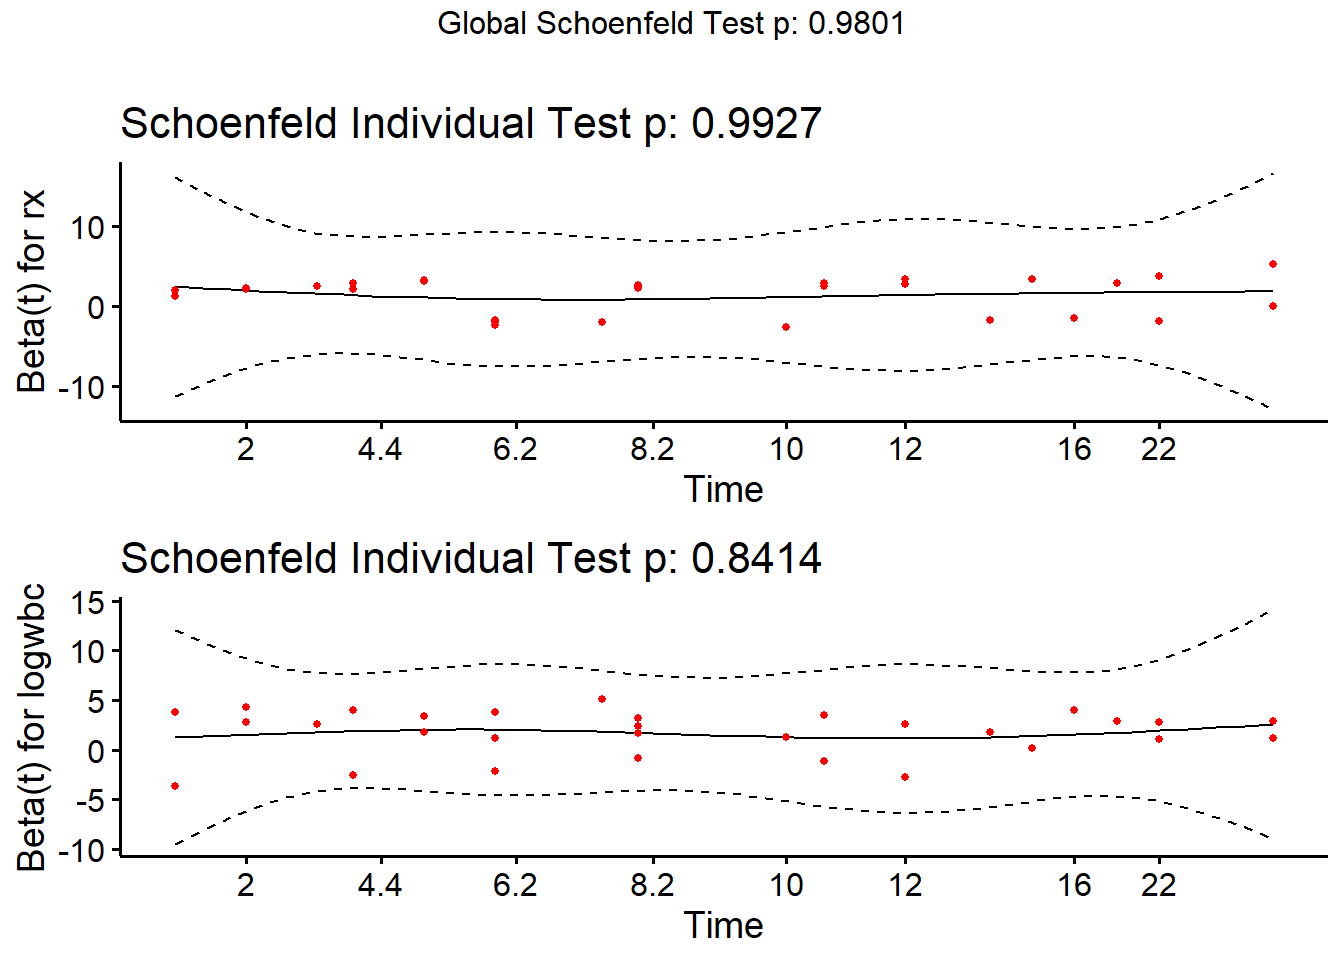 Global Schoenfeld Test p: 0.9801
Schoenfeld Individual Test p: 0.9927
Beta(t) for rx
10
0
-10
2 4.4 6.2 8.2 10 12 16 22
Time
Schoenfeld Individual Test p: 0.8414
Beta(t) for logwbc
15
10
5
0
-5
-10
2 4.4 6.2 8.2 10 12 16 22
Time